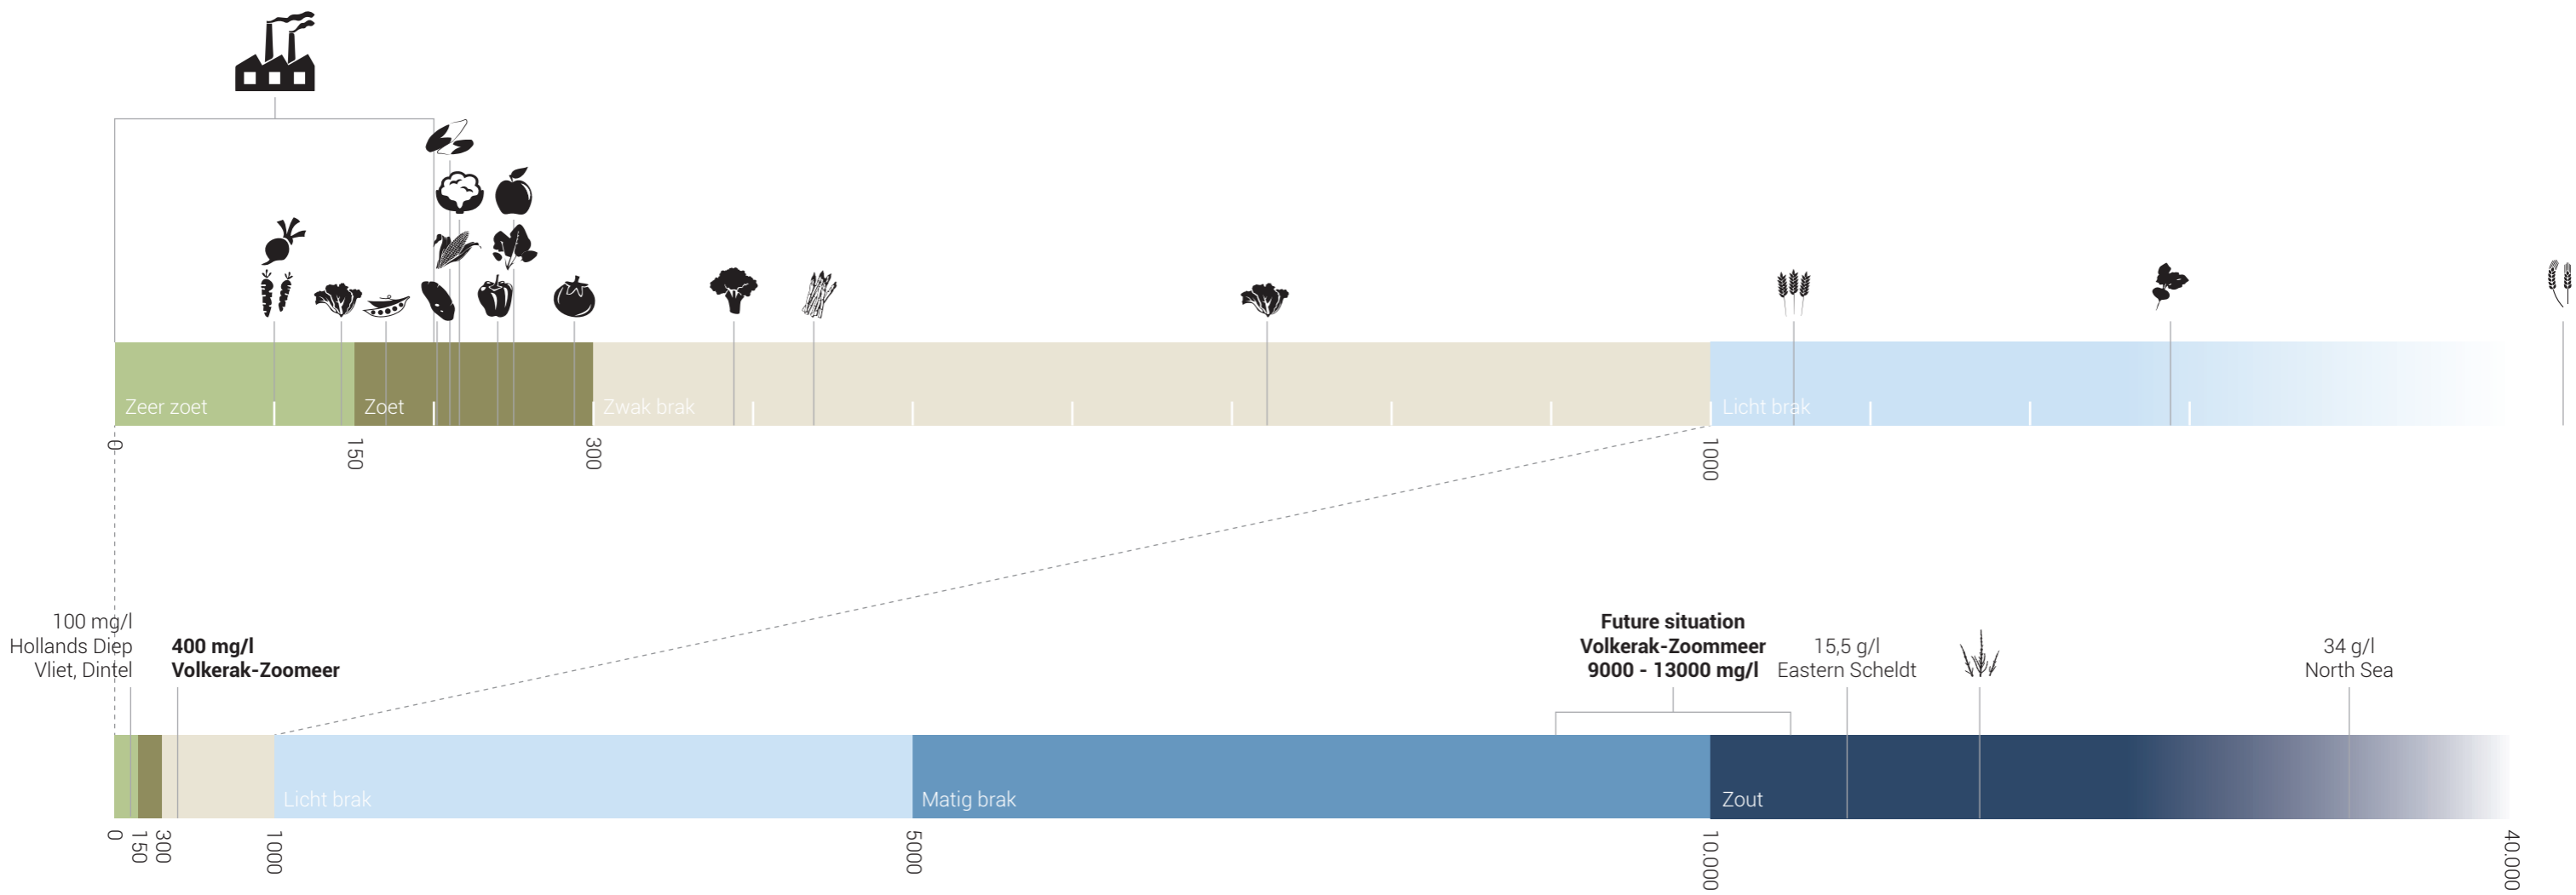 Zeer zoet
Zoet
Zwak brak
Licht brak
0
150
300
1000
100 mg/l
Hollands Diep
Vliet, Dintel
400 mg/l
Volkerak-Zoomeer
Future situation
Volkerak-Zoommeer
9000 - 13000 mg/l
15,5 g/l
Eastern Scheldt
34 g/l
North Sea
Licht brak
Matig brak
Zout
0
150
300
1000
5000
10.000
40.000